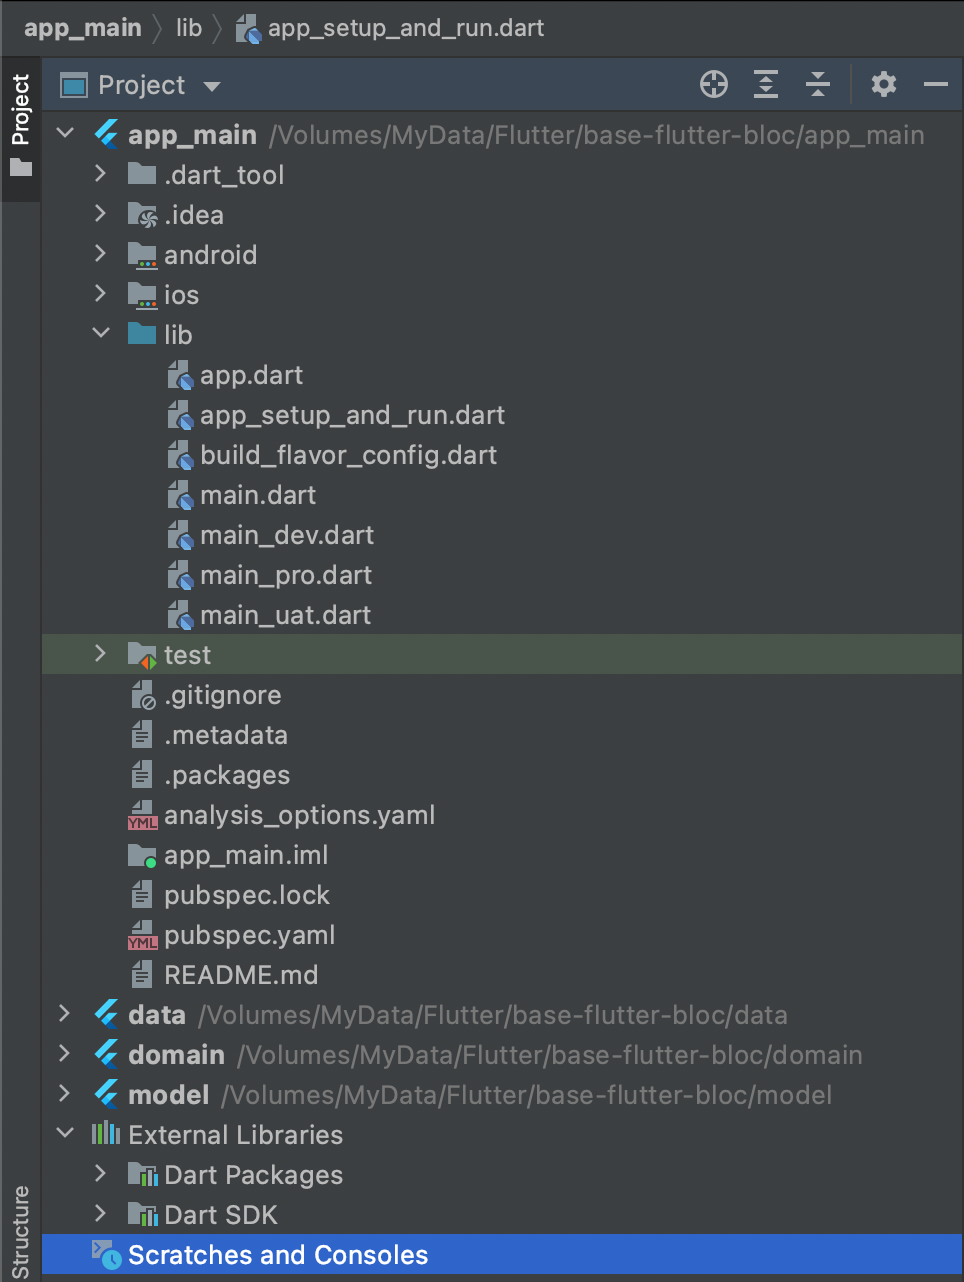 app_main lib app_setup_and_run.dart
Project
Project
app_main /Volumes/MyData/Flutter/base-flutter-bloc/app_main
.dart_tool
.idea
android
ios
lib
app.dart
app_setup_and_run.dart
build_flavor_config.dart
main.dart
main_dev.dart
main_pro.dart
main_uat.dart
test
.gitignore
.metadata
.packages
YML analysis_options.yaml
app_main.iml
pubspec.lock
YML pubspec.yaml
README.md
data /Volumes/MyData/Flutter/base-flutter-bloc/data
domain /Volumes/MyData/Flutter/base-flutter-bloc/domain
model /Volumes/MyData/Flutter/base-flutter-bloc/model
External Libraries
Dart Packages
Dart SDK
Structure
Scratches and Consoles